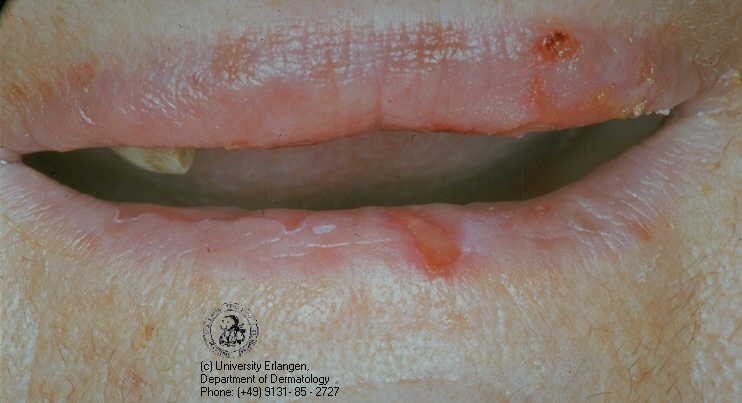 (c) University Erlangen,
Department of Dermatology
Phone: (+49) 9131- 85 - 2727